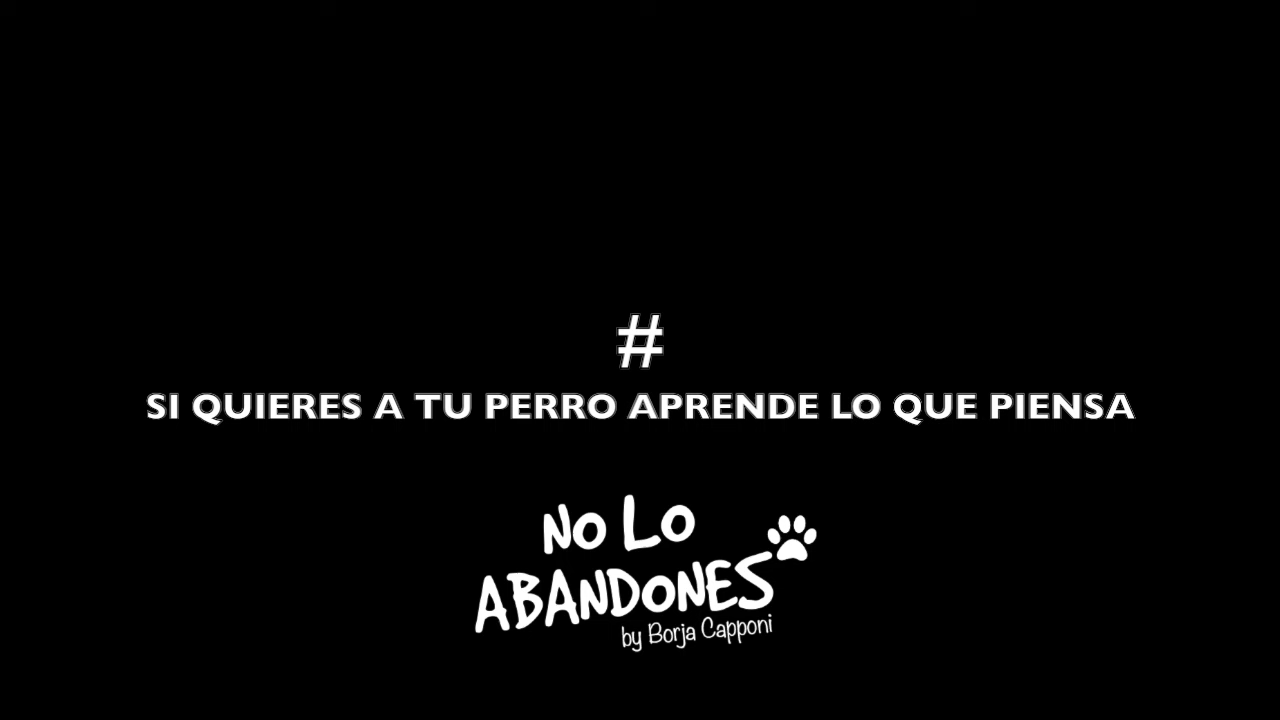 #
SI QUIERES A TU PERRO APRENDE LO QUE PIENSA
NO LO
ABANDONES
by Borja Capponi